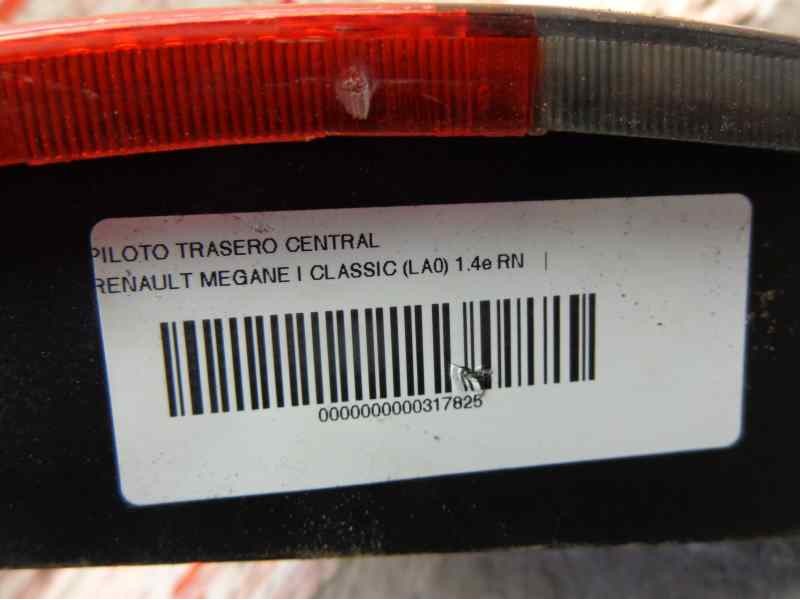 PILOTO TRASERO CENTRAL
RENAULT MEGANE I CLASSIC (LA0) 1.4e RN |
0000000000317825